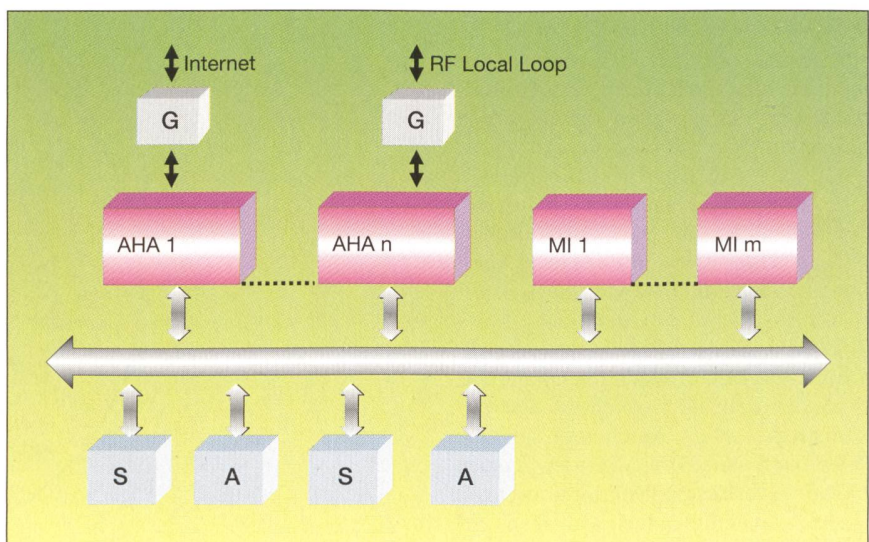 Internet
RF Local Loop
G
G
AHA 1
AHA n
MI 1
MI m
S
A
S
A